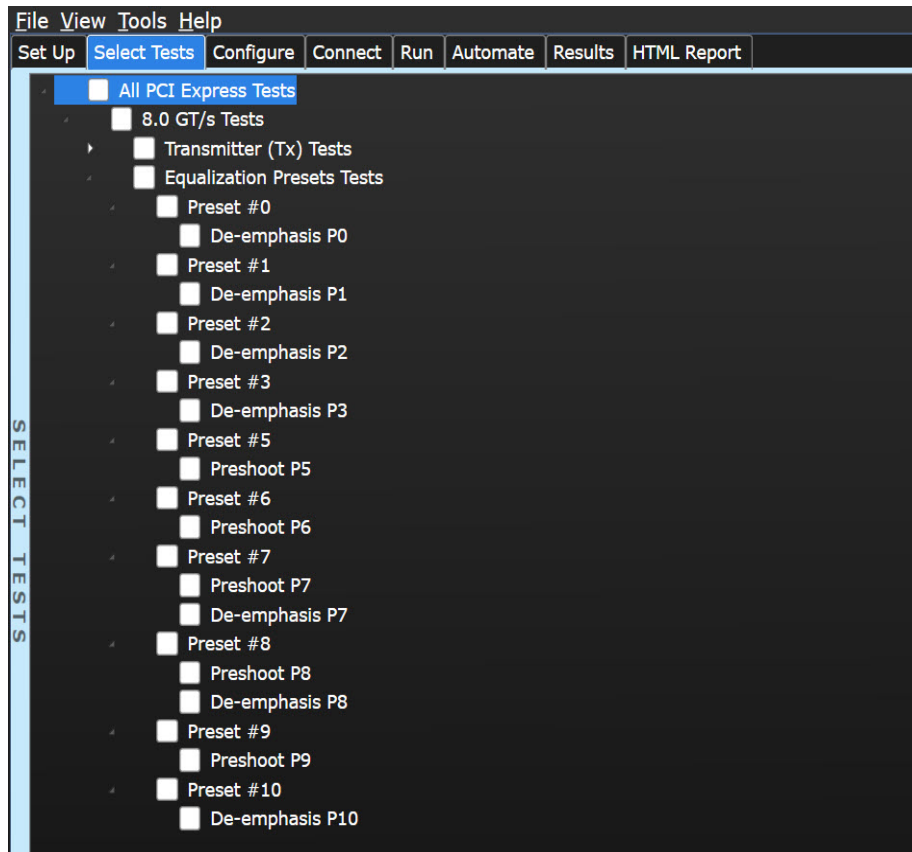 File View Tools Help
Set Up Select Tests Configure Connect Run Automate Results HTML Report
All PCI Express Tests
8.0 GT/s Tests
Transmitter (Tx) Tests
Equalization Presets Tests
Preset #0
De-emphasis P0
Preset #1
De-emphasis P1
Preset #2
De-emphasis P2
Preset #3
De-emphasis P3
Preset #5
Preshoot P5
Preset #6
Preshoot P6
Preset #7
Preshoot P7
De-emphasis P7
Preset #8
Preshoot P8
De-emphasis P8
Preset #9
Preshoot P9
Preset #10
De-emphasis P10
SELECT TESTS